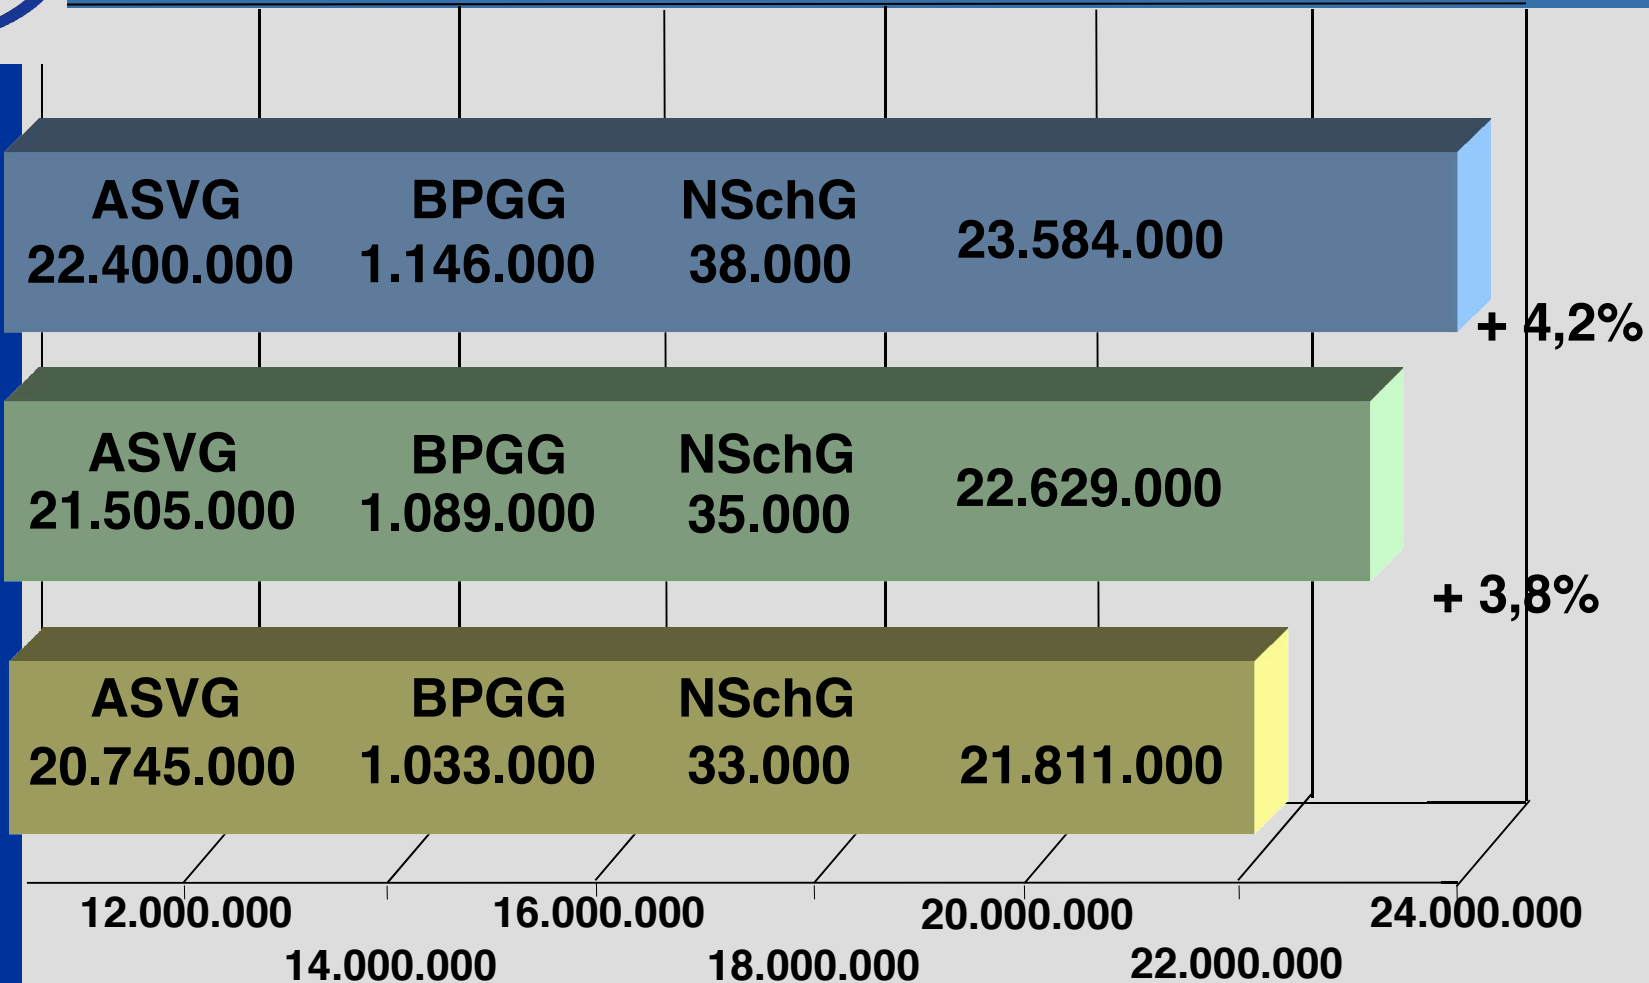 ASVG BPGG NSchG
22.400.000 1.146.000 38.000 23.584.000
+ 4,2%
ASVG BPGG NSchG
21.505.000 1.089.000 35.000 22.629.000
+ 3,8%
ASVG BPGG NSchG
20.745.000 1.033.000 33.000 21.811.000
12.000.000 16.000.000 20.000.000 24.000.000
14.000.000 18.000.000 22.000.000